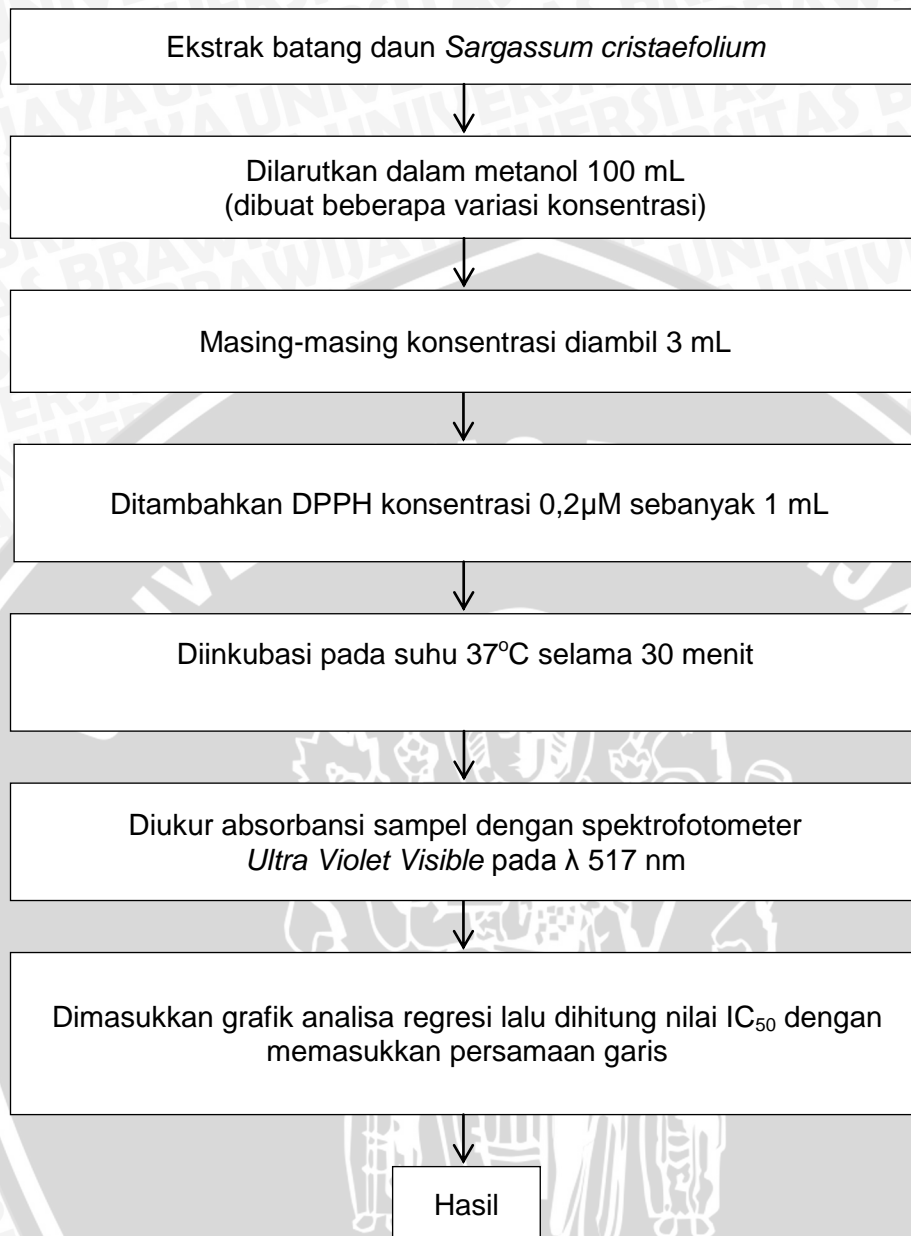 Ekstrak batang daun Sargassum cristaefolium
Dilarutkan dalam metanol 100 mL
(dibuat beberapa variasi konsentrasi)
Masing-masing konsentrasi diambil 3 mL
Ditambahkan DPPH konsentrasi 0,2µM sebanyak 1 mL
Diinkubasi pada suhu 37°C selama 30 menit
Diukur absorbansi sampel dengan spektrofotometer
Ultra Violet Visible pada λ 517 nm
Dimasukkan grafik analisa regresi lalu dihitung nilai IC₅₀ dengan
memasukkan persamaan garis
Hasil